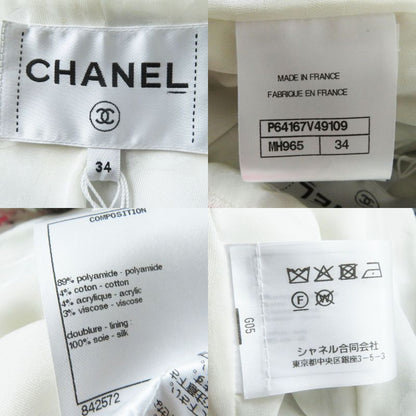 CHANEL
34
MADE IN FRANCE
FABRIQUE EN FRANCE
P64167V49109
MH965 34
COMPOSITION
89% polyamide - polyamide
4% coton - cotton
4% acrylique - acrylic
3% viscose - viscose
doublure - lining
100% soie - silk
842572
G05
シャネル合同会社
東京都中央区銀座3-5-3